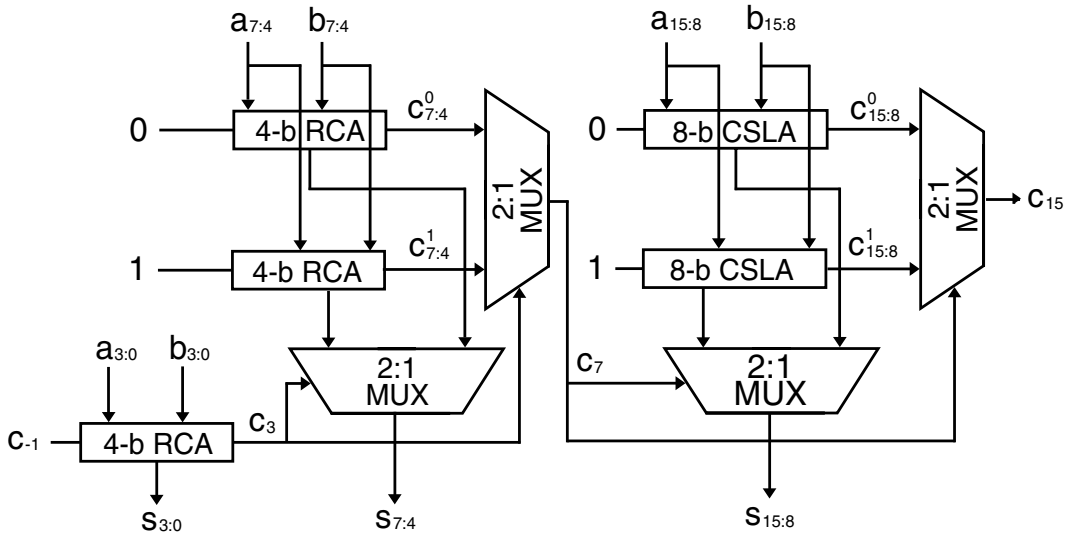 a7:4 b7:4 a15:8 b15:8
0 4-b RCA c⁰7:4 0 8-b CSLA c⁰15:8
2:1 MUX
2:1 MUX
c15
1 4-b RCA c¹7:4 1 8-b CSLA c¹15:8
a3:0 b3:0
2:1
MUX
c7
2:1
MUX
c-1 4-b RCA c3
s3:0 s7:4 s15:8